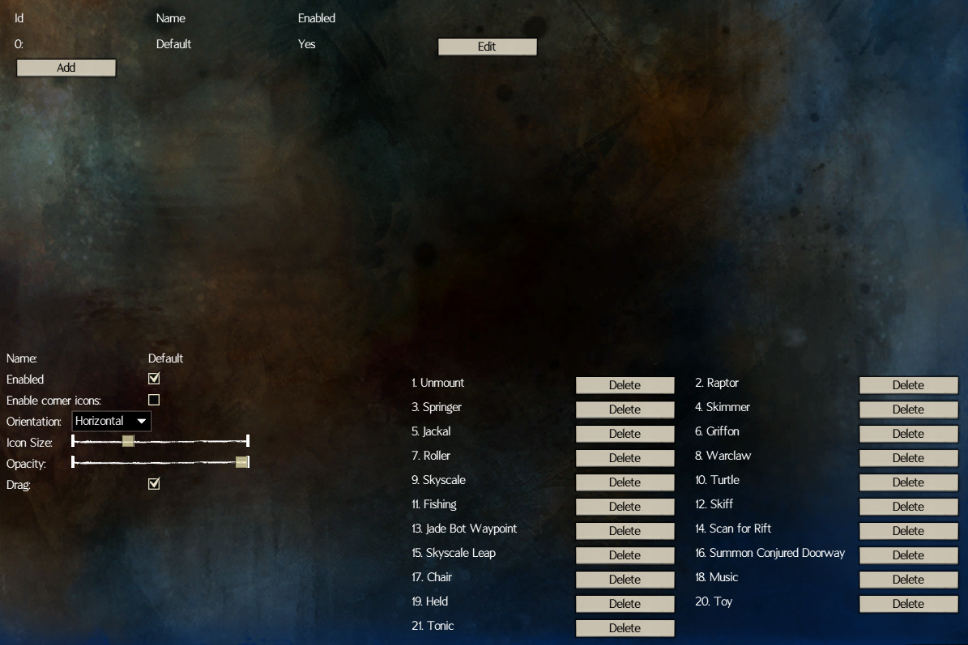 Id Name Enabled
0: Default Yes Edit
Add
Name: Default
Enabled
Enable corner icons:
Orientation: Horizontal
Icon Size:
Opacity:
Drag:
1. Unmount Delete 2. Raptor Delete
3. Springer Delete 4. Skimmer Delete
5. Jackal Delete 6. Griffon Delete
7. Roller Delete 8. Warclaw Delete
9. Skyscale Delete 10. Turtle Delete
11. Fishing Delete 12. Skiff Delete
13. Jade Bot Waypoint Delete 14. Scan for Rift Delete
15. Skyscale Leap Delete 16. Summon Conjured Doorway Delete
17. Chair Delete 18. Music Delete
19. Held Delete 20. Toy Delete
21. Tonic Delete